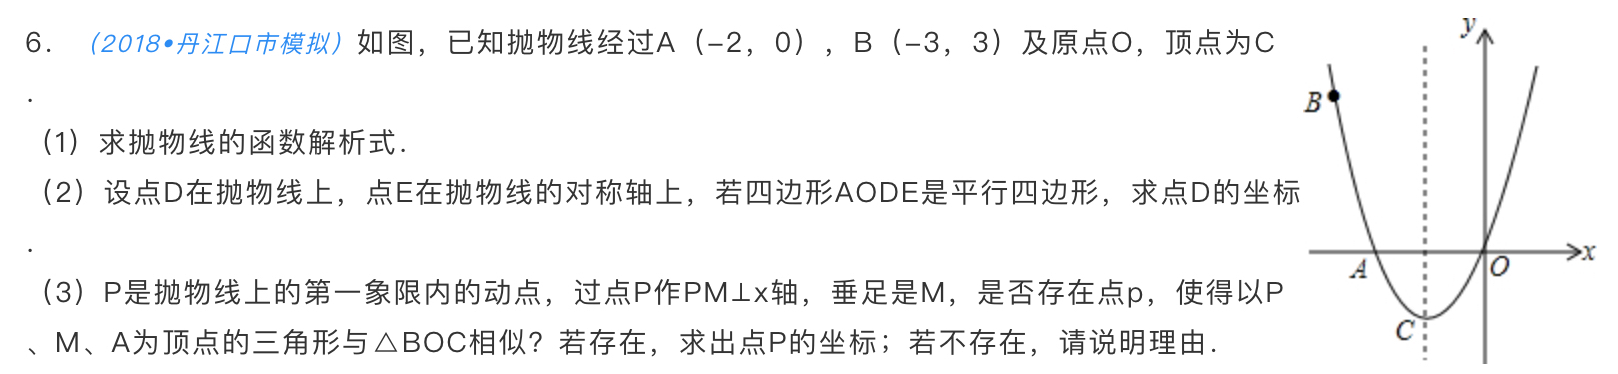 6. （2018•丹江口市模拟）如图，已知抛物线经过A（–2，0），B（–3，3）及原点O，顶点为C
.
（1）求抛物线的函数解析式.
（2）设点D在抛物线上，点E在抛物线的对称轴上，若四边形AODE是平行四边形，求点D的坐标
.
（3）P是抛物线上的第一象限内的动点，过点P作PM⊥x轴，垂足是M，是否存在点p，使得以P
、M、A为顶点的三角形与△BOC相似？若存在，求出点P的坐标；若不存在，请说明理由.
y
B
A
O
x
C